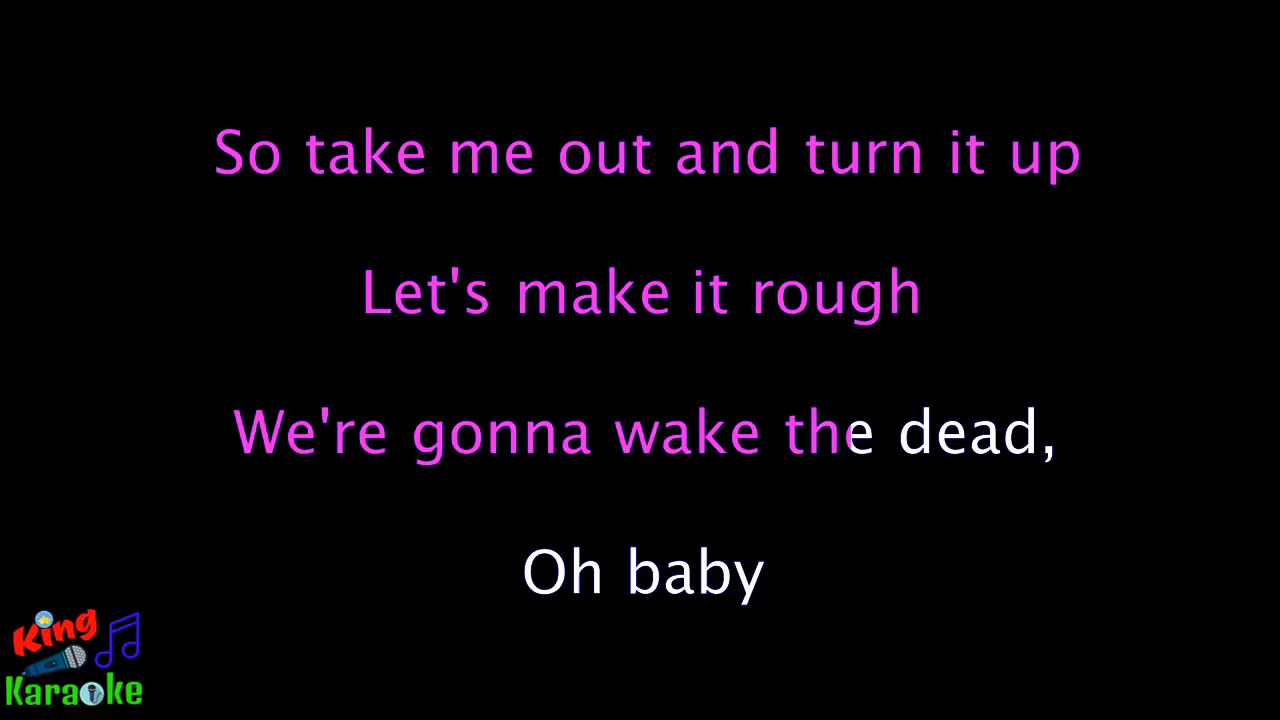 So take me out and turn it up
Let's make it rough
We're gonna wake the dead,
Oh baby
King
Karaoke